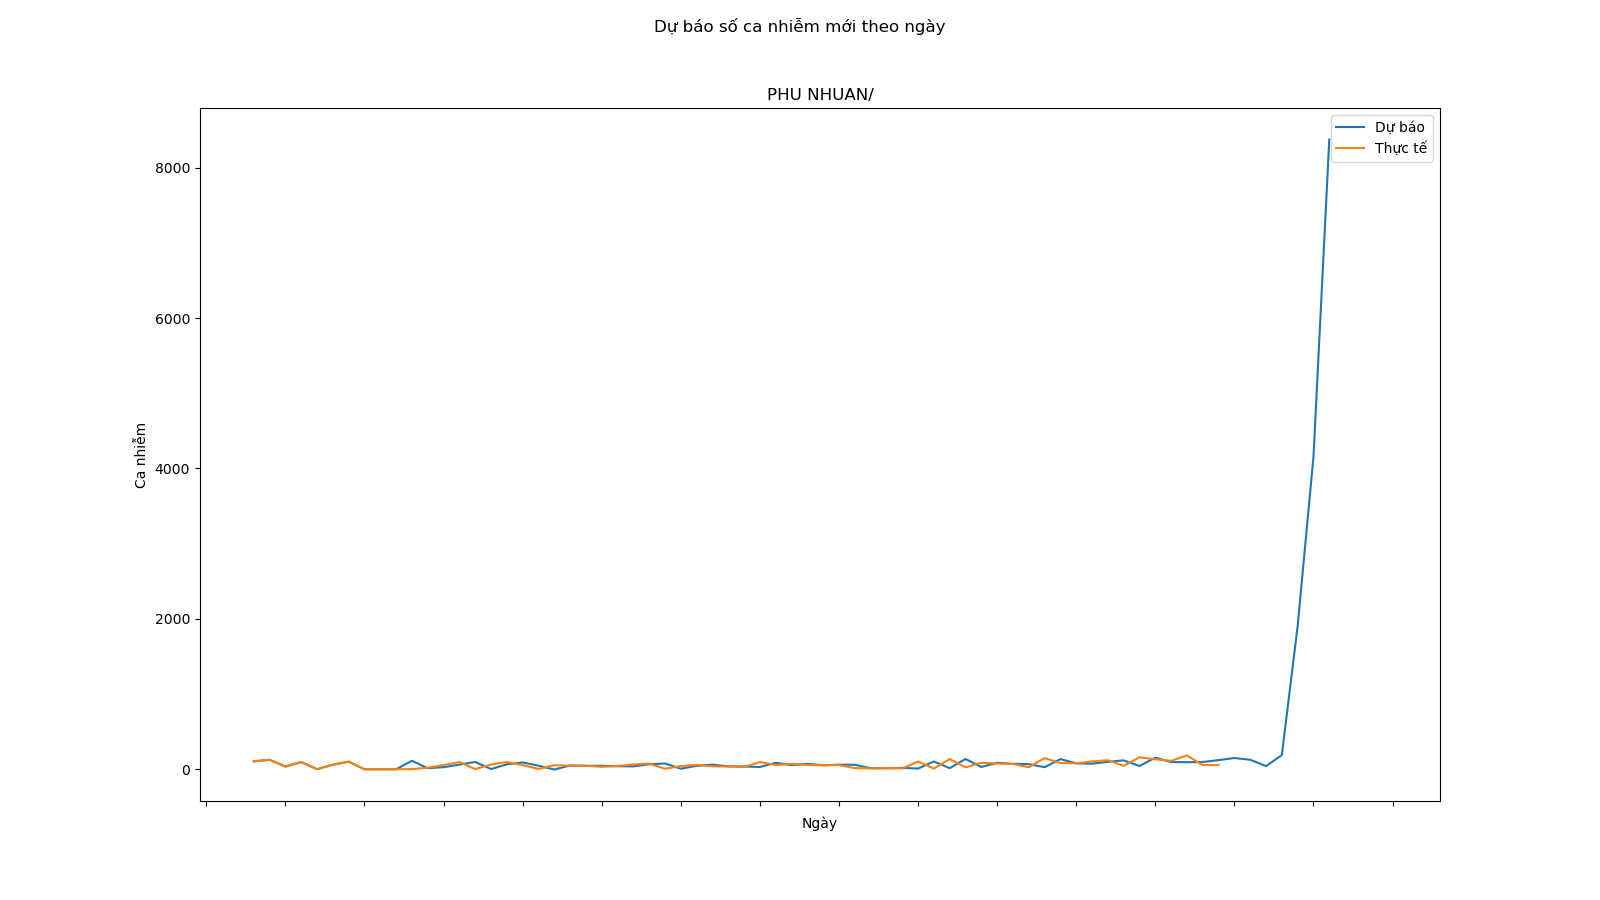 Dự báo số ca nhiễm mới theo ngày
PHU NHUAN/
Dự báo
Thực tế
8000
6000
4000
2000
0
Ca nhiễm
Ngày